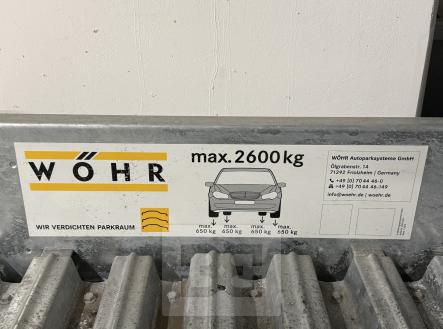 WÖHR
WIR VERDICHTEN PARKRAUM
max. 2600 kg
max. 650 kg
max. 650 kg
max. 650 kg
max. 650 kg
WÖHR Autoparksysteme GmbH
Ölgrabenstr. 14
71292 Friolzheim | Germany
+49 [0] 70 44 46-0
+49 [0] 70 44 46-149
info@woehr.de | woehr.de